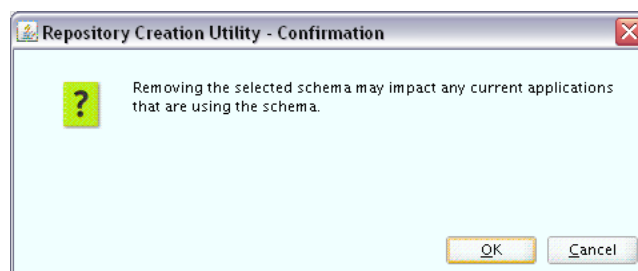 Repository Creation Utility - Confirmation
?
Removing the selected schema may impact any current applications
that are using the schema.
OK
Cancel